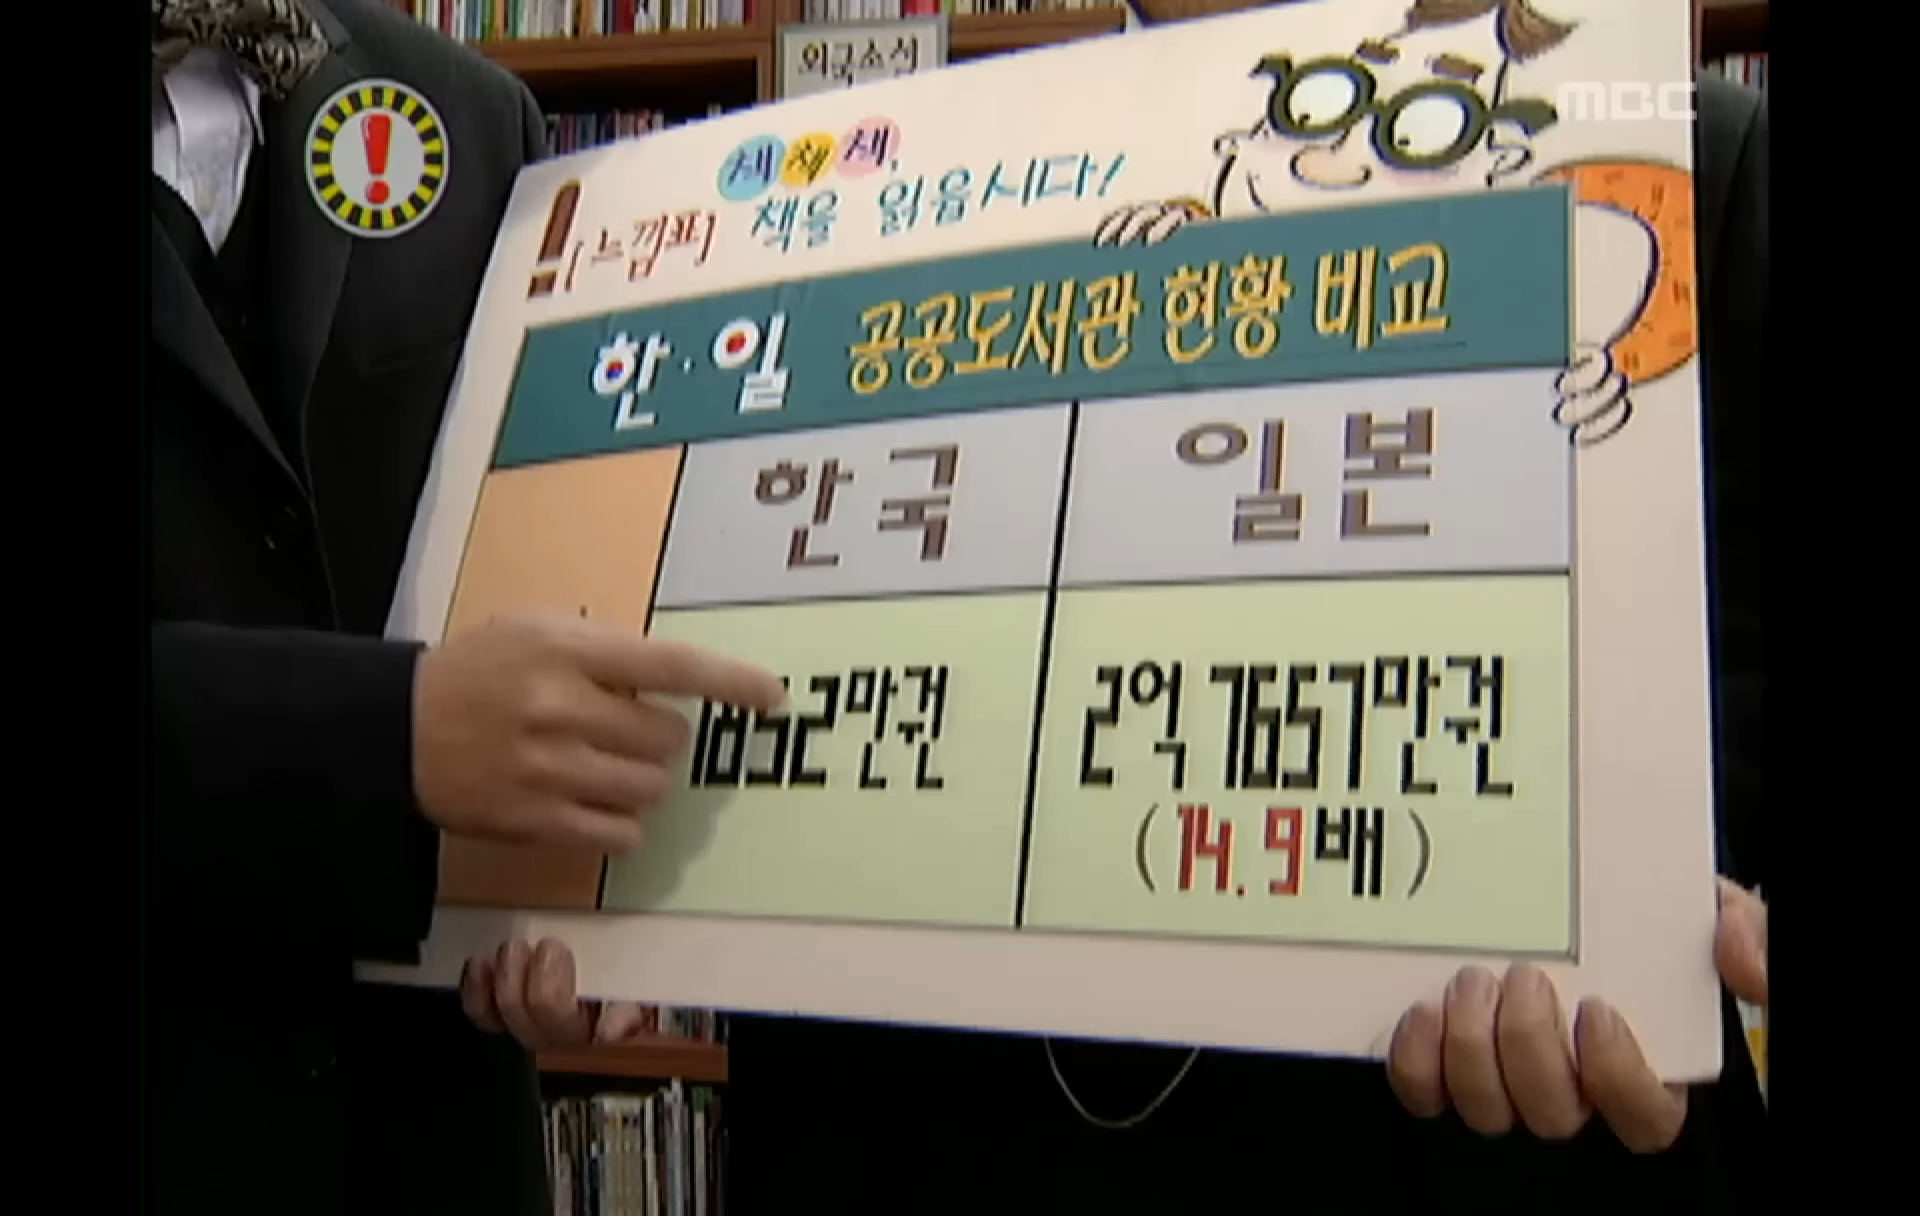 외국소설
MBC
책 책 책,
! [느낌표] 책을 읽읍시다!
한·일 공공도서관 현황 비교
한국 일본
1852만권 2억 7657만권
(14.9배)